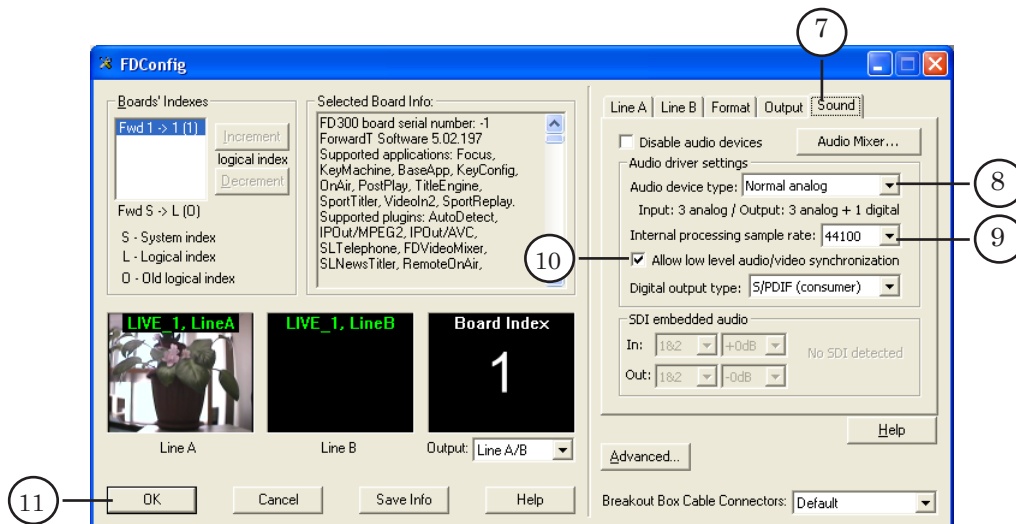 7
FDConfig
Boards' Indexes
Fwd 1 -> 1 (1)
Increment
logical index
Decrement
Fwd S -> L (O)
S - System index
L - Logical index
O - Old logical index
Selected Board Info:
FD300 board serial number: -1
ForwardT Software 5.02.197
Supported applications: Focus,
KeyMachine, BaseApp, KeyConfig,
OnAir, PostPlay, TitleEngine,
SportTitler, VideoIn2, SportReplay.
Supported plugins: AutoDetect,
IPOut/MPEG2, IPOut/AVC,
SLTelephone, FDVideoMixer,
SLNewsTitler, RemoteOnAir,
Line A Line B Format Output Sound
Disable audio devices Audio Mixer...
Audio driver settings
Audio device type: Normal analog
8
Input: 3 analog / Output: 3 analog + 1 digital
Internal processing sample rate: 44100
9
10
Allow low level audio/video synchronization
Digital output type: S/PDIF (consumer)
SDI embedded audio
In: 1&2 +0dB
No SDI detected
Out: 1&2 -0dB
LIVE_1, LineA
LIVE_1, LineB
Board Index
1
Line A
Line B
Output: Line A/B
Help
Advanced...
11
OK Cancel Save Info Help
Breakout Box Cable Connectors: Default